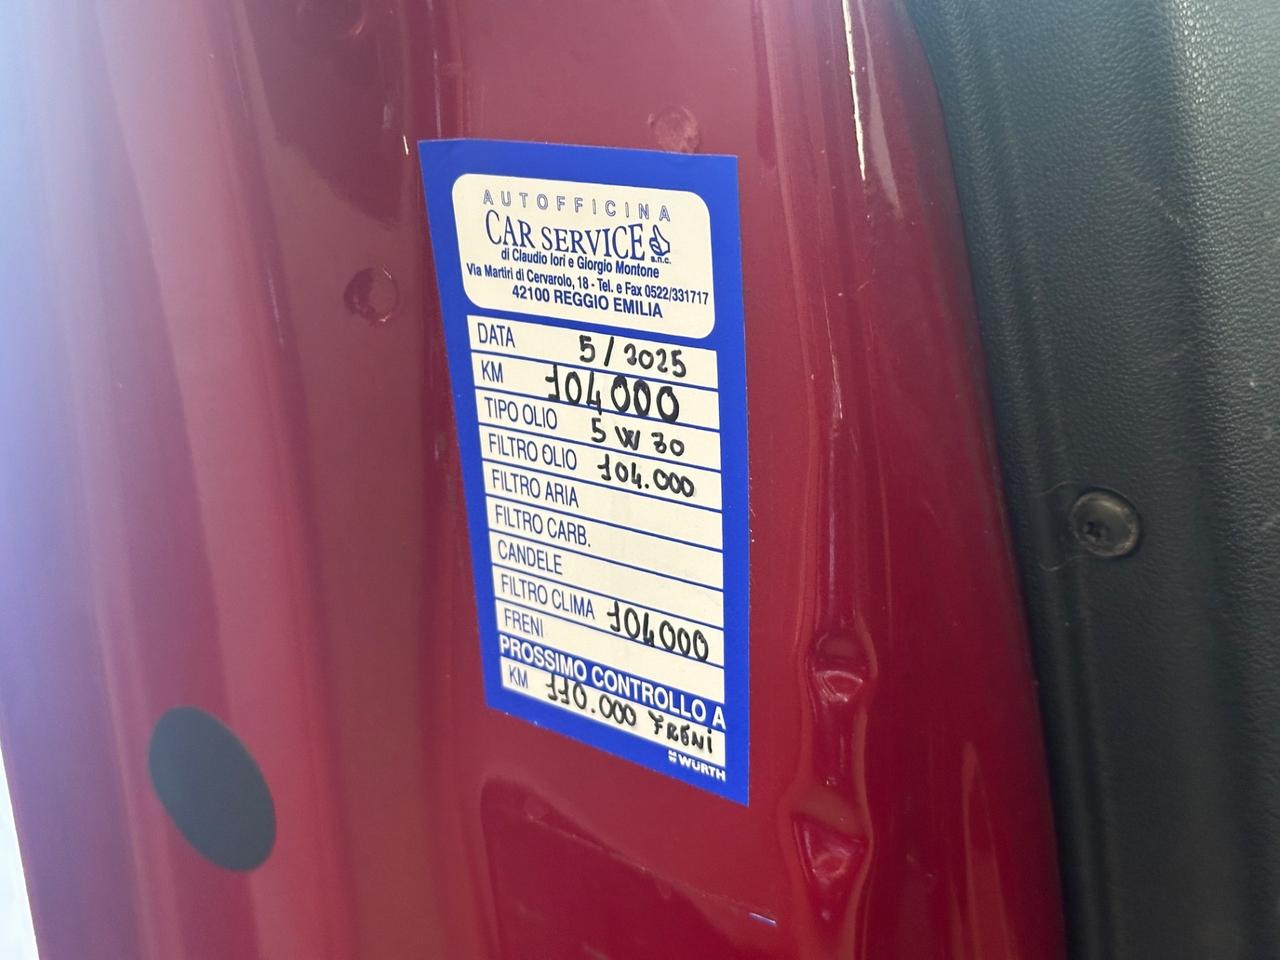 AUTOFFICINA
CAR SERVICE s.n.c.
di Claudio Iori e Giorgio Montone
Via Martiri di Cervarolo, 18 - Tel. e Fax 0522/331717
42100 REGGIO EMILIA
DATA 5/2025
KM 104000
TIPO OLIO 5W30
FILTRO OLIO 104.000
FILTRO ARIA
FILTRO CARB.
CANDELE
FILTRO CLIMA 104000
FRENI
PROSSIMO CONTROLLO A
KM 110.000 FRENI
WÜRTH